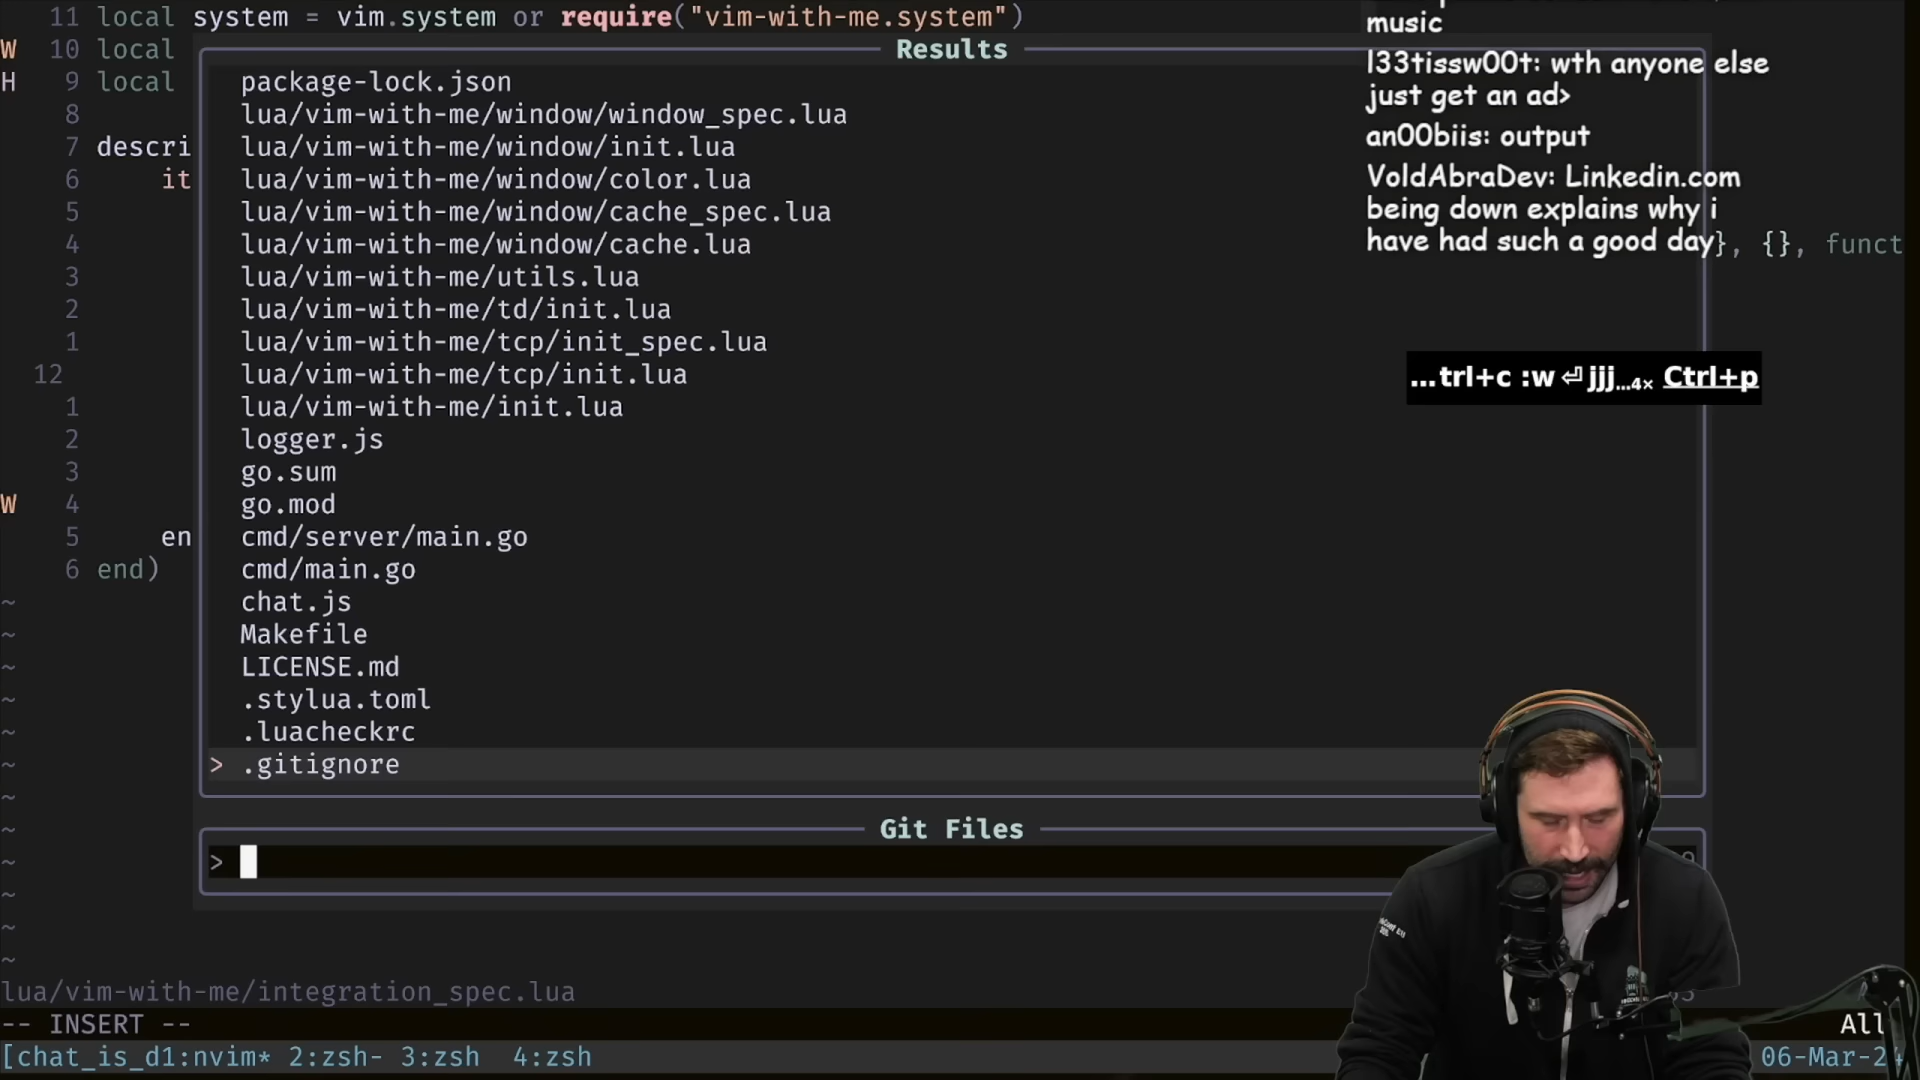 11 local system = vim.system or require("vim-with-me.system")
W 10 local
H 9 local
8
7 descri
6 it
5
4 }, {}, funct
3
2
1
12
1
2
3
W 4
5 en
6 end)
Results
package-lock.json
lua/vim-with-me/window/window_spec.lua
lua/vim-with-me/window/init.lua
lua/vim-with-me/window/color.lua
lua/vim-with-me/window/cache_spec.lua
lua/vim-with-me/window/cache.lua
lua/vim-with-me/utils.lua
lua/vim-with-me/td/init.lua
lua/vim-with-me/tcp/init_spec.lua
lua/vim-with-me/tcp/init.lua
lua/vim-with-me/init.lua
logger.js
go.sum
go.mod
cmd/server/main.go
cmd/main.go
chat.js
Makefile
LICENSE.md
.stylua.toml
.luacheckrc
> .gitignore
Git Files
>
music
l33tissw00t: wth anyone else
just get an ad>
an00biis: output
VoldAbraDev: Linkedin.com
being down explains why i
have had such a good day
...trl+c :w⏎jjj...4× Ctrl+p
~
~
~
~
~
~
~
~
~
~
~
~
lua/vim-with-me/integration_spec.lua
-- INSERT --
All
[chat_is_d1:nvim* 2:zsh- 3:zsh 4:zsh
06-Mar-24